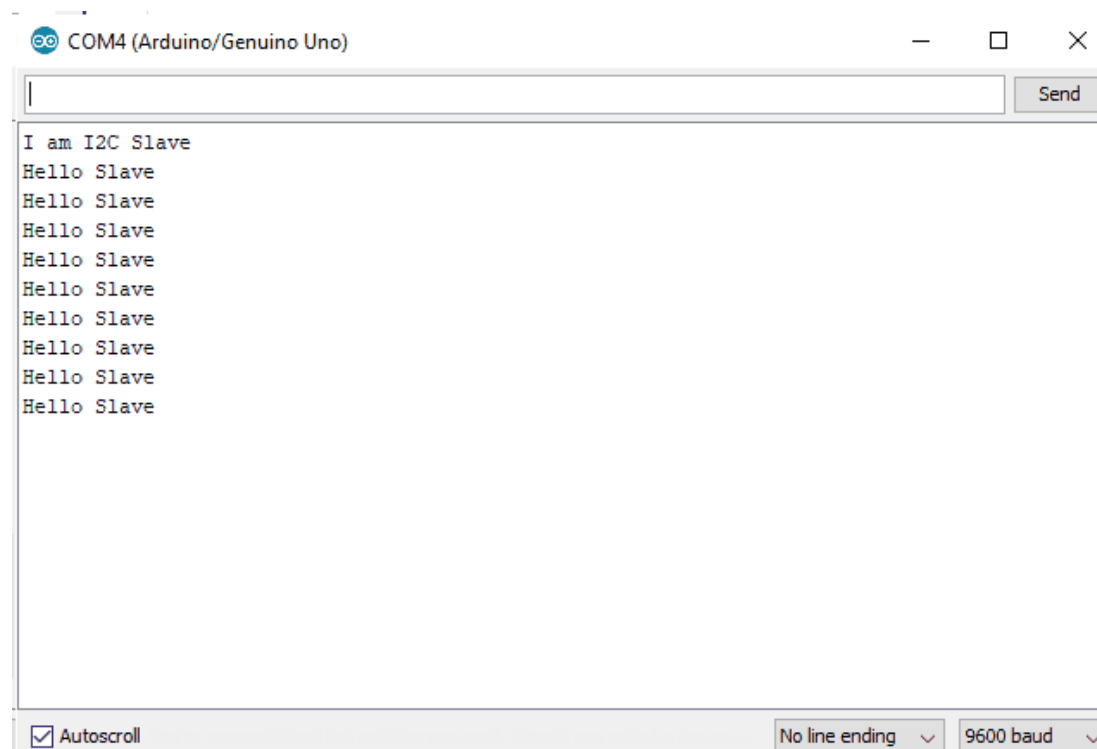 COM4 (Arduino/Genuino Uno)
Send
I am I2C Slave
Hello Slave
Hello Slave
Hello Slave
Hello Slave
Hello Slave
Hello Slave
Hello Slave
Hello Slave
Hello Slave
Autoscroll
No line ending
9600 baud